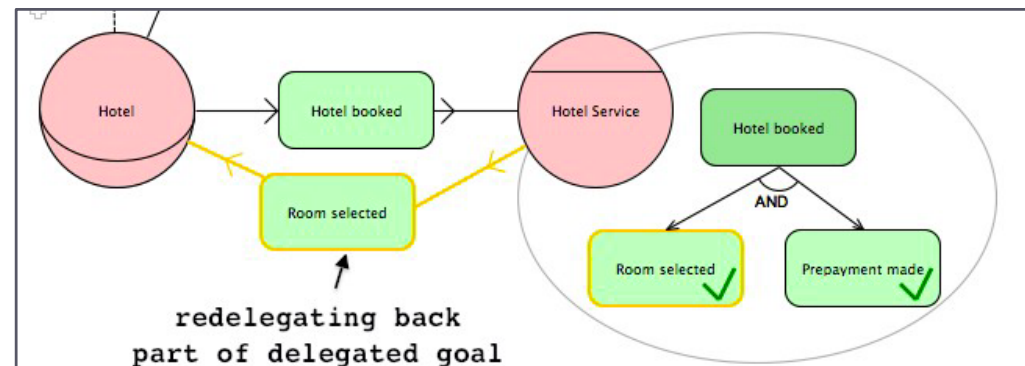 Hotel
Hotel booked
Hotel Service
Hotel booked
Room selected
AND
Room selected
Prepayment made
redelegating back
part of delegated goal